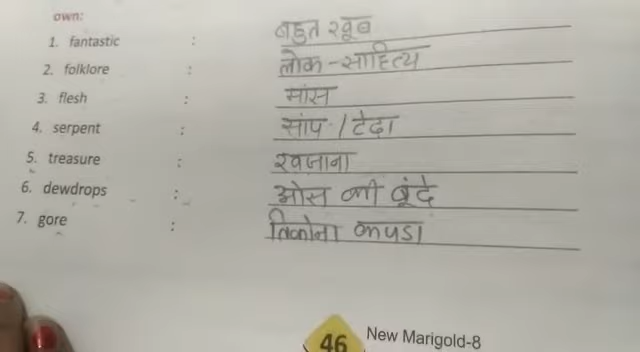 own:
1. fantastic : बहुत खूब
2. folklore : लोक-साहित्य
3. flesh : मांस
4. serpent : सांप / टेढ़ा
5. treasure : खजाना
6. dewdrops : ओस की बूंदे
7. gore : तिकोना कपडा
46 New Marigold-8